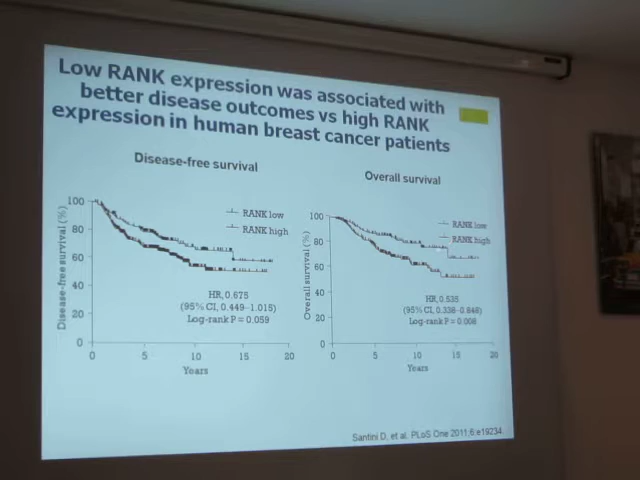 Low RANK expression was associated with
better disease outcomes vs high RANK
expression in human breast cancer patients
Disease-free survival
Disease-free survival (%)
100
80
60
40
20
0
0 5 10 15 20
Years
RANK low
RANK high
HR, 0.675
(95% CI, 0.449–1.015)
Log-rank P = 0.059
Overall survival
Overall survival (%)
100
80
60
40
20
0
0 5 10 15 20
Years
RANK low
RANK high
HR, 0.535
(95% CI, 0.336–0.848)
Log-rank P = 0.008
Santini D, et al. PLoS One 2011;6:e19234.